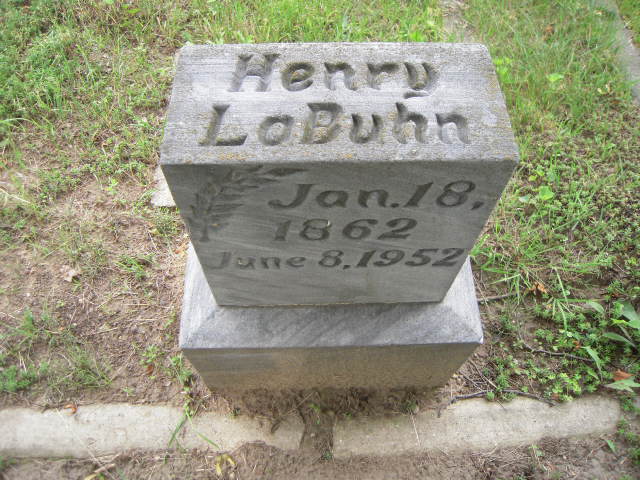 Henry
LaBuhn
Jan. 18,
1862
June 8, 1952